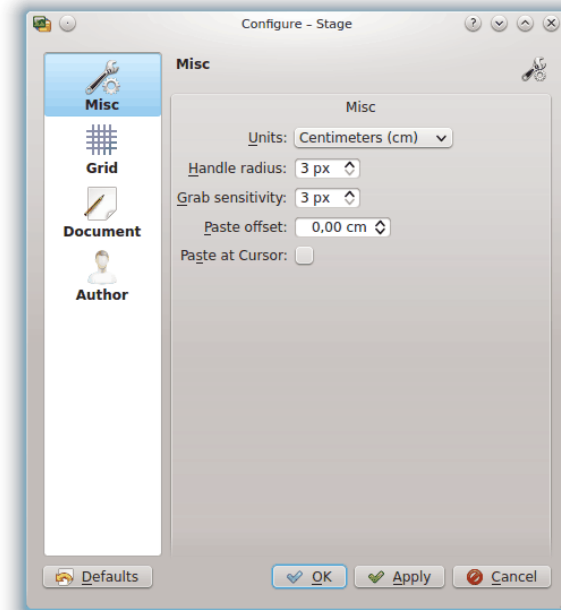 Configure – Stage
Misc
Misc
Misc
Units: Centimeters (cm)
Grid
Handle radius: 3 px
Grab sensitivity: 3 px
Document
Paste offset: 0,00 cm
Paste at Cursor:
Author
Defaults OK Apply Cancel